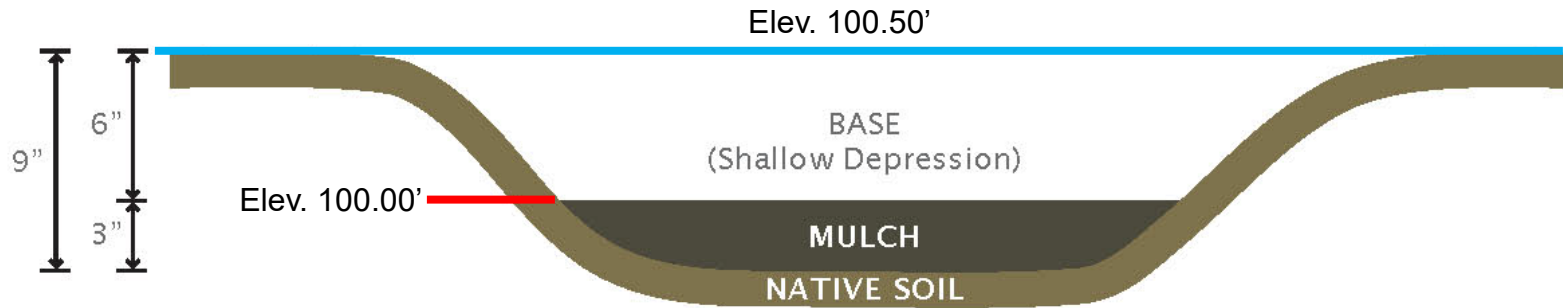 Elev. 100.50’
6”
BASE
9”
(Shallow Depression)
Elev. 100.00’
3”
MULCH
NATIVE SOIL